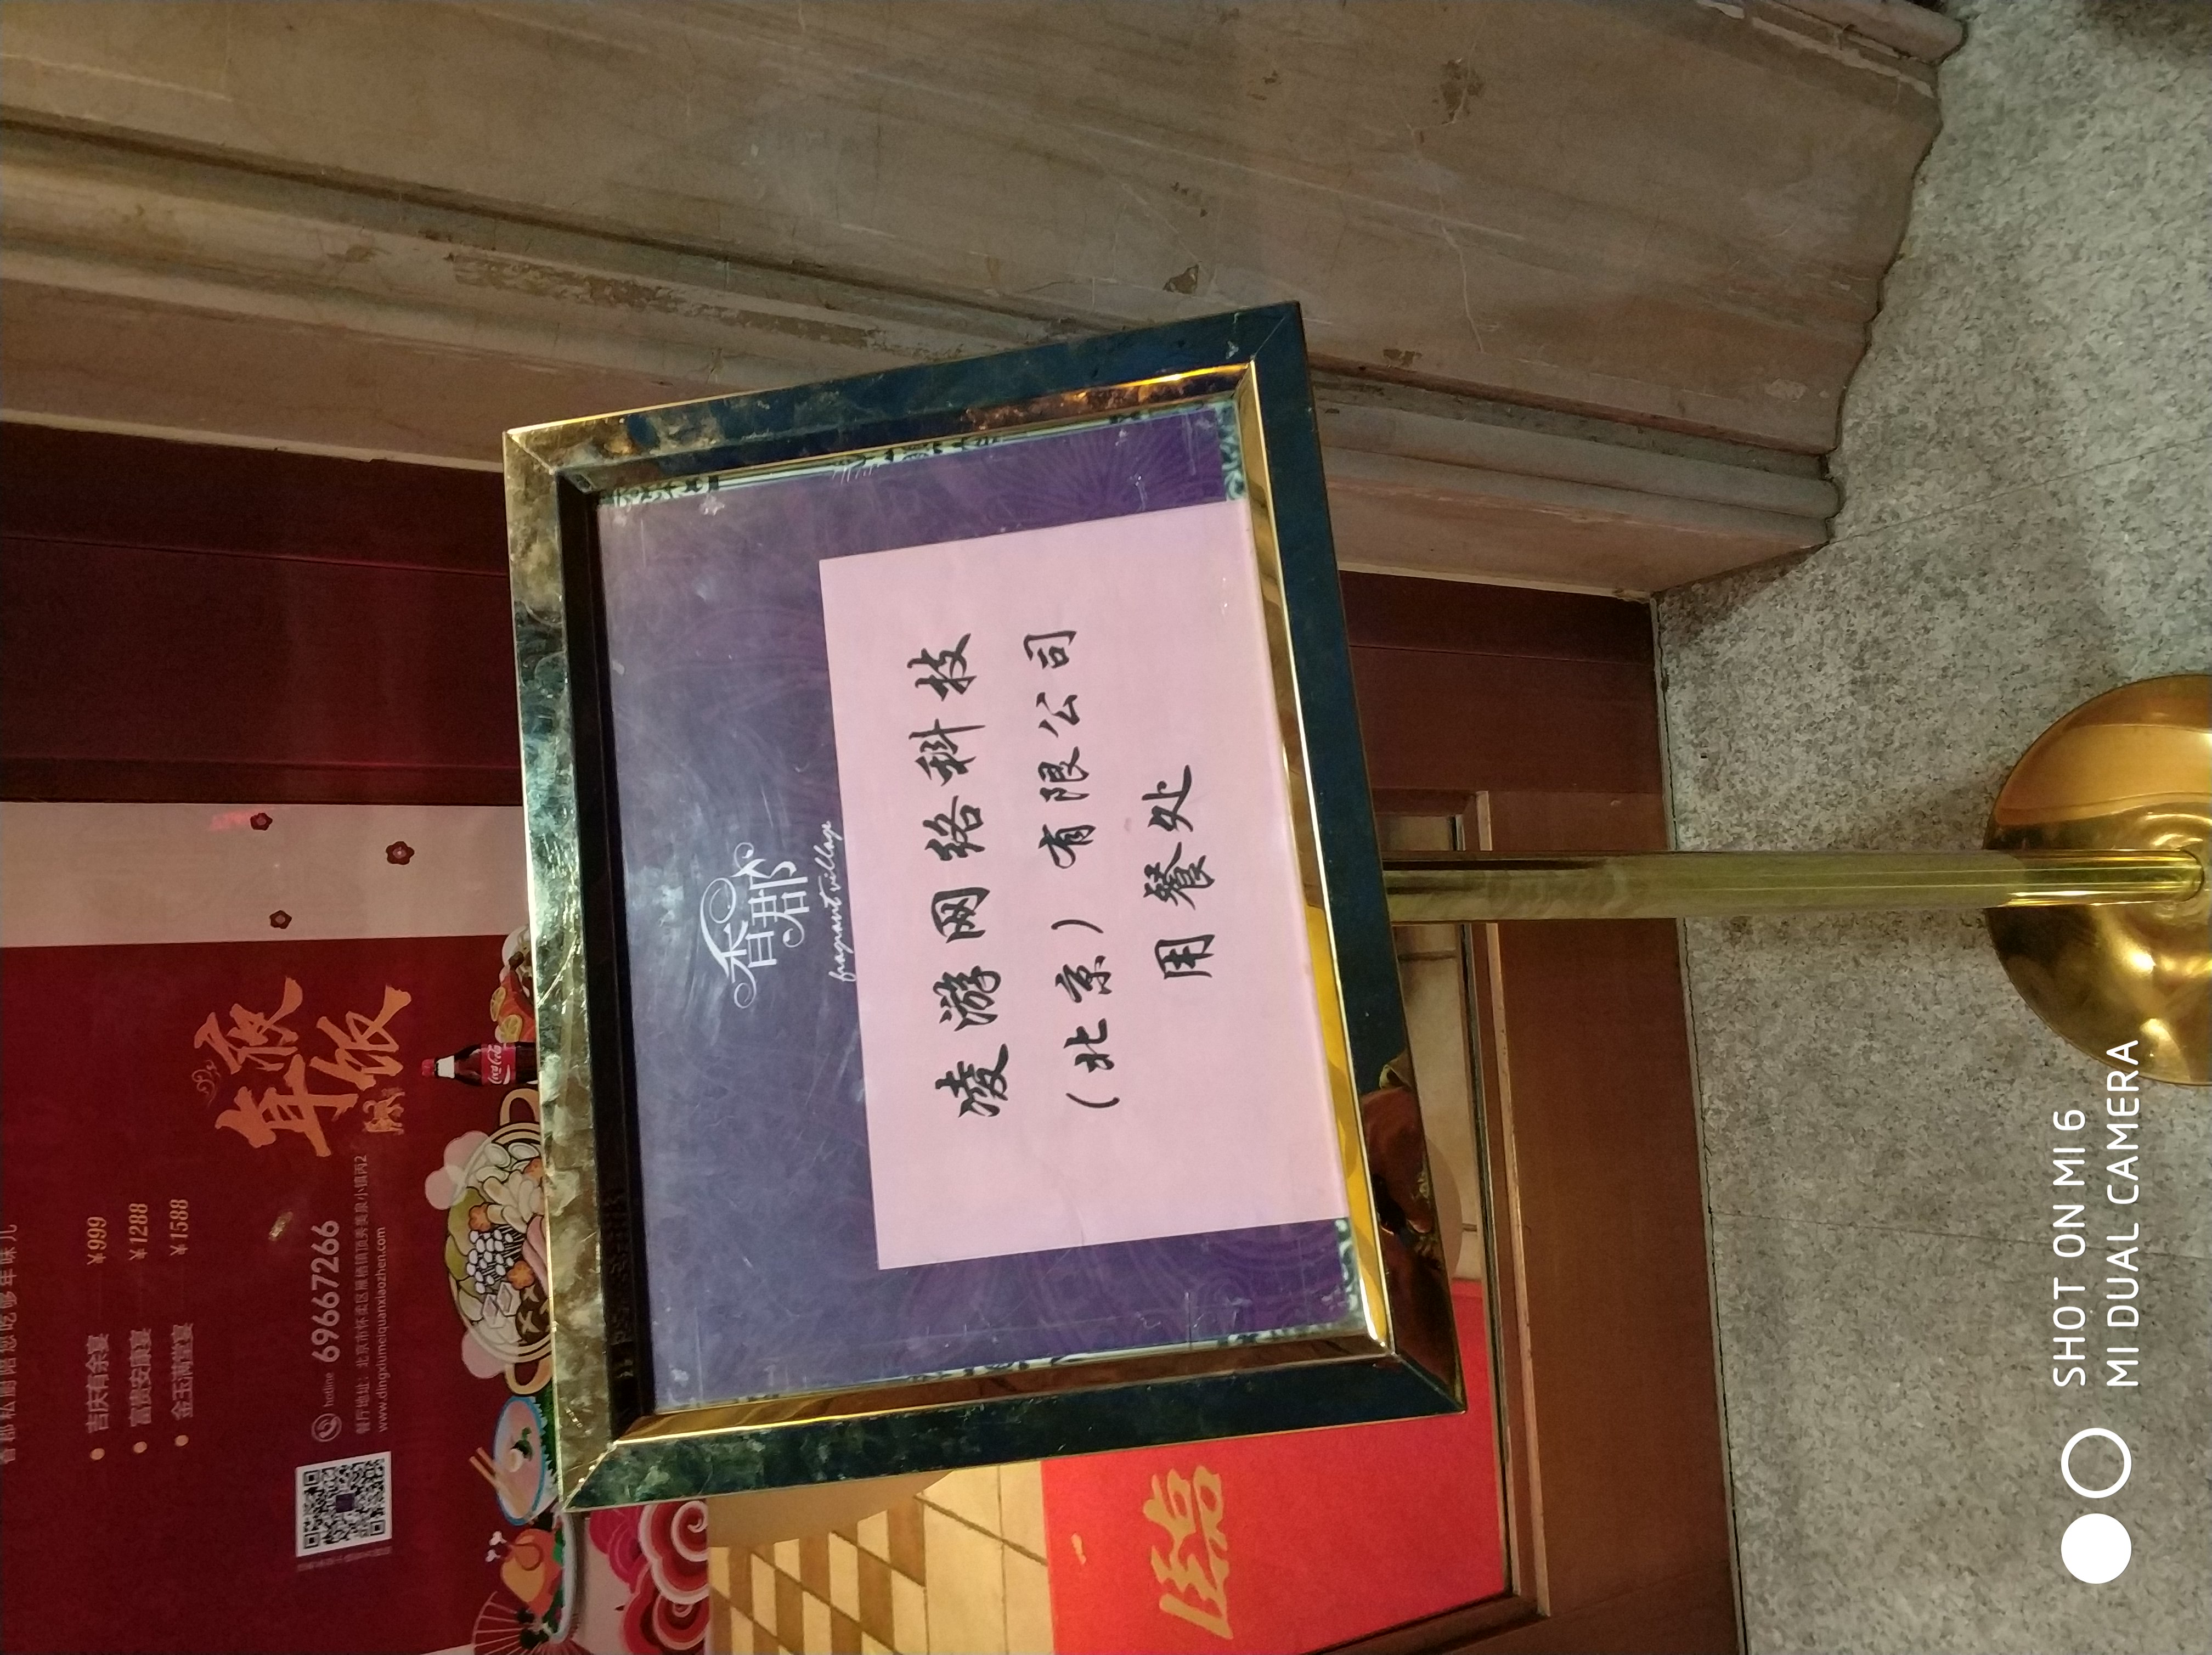 香郡私厨陪您吃够年味儿
吉庆有余宴 ¥999
富贵安康宴 ¥1288
金玉满堂宴 ¥1588
年夜饭
hotline 69667266
餐厅地址：北京市怀柔区雁栖镇顶秀美泉小镇丙2
www.dingxiumeiquanxiaozhen.com
Coca-Cola
香郡
fragrant village
凌游网络科技
（北京）有限公司
用餐处
臨
SHOT ON MI 6
MI DUAL CAMERA